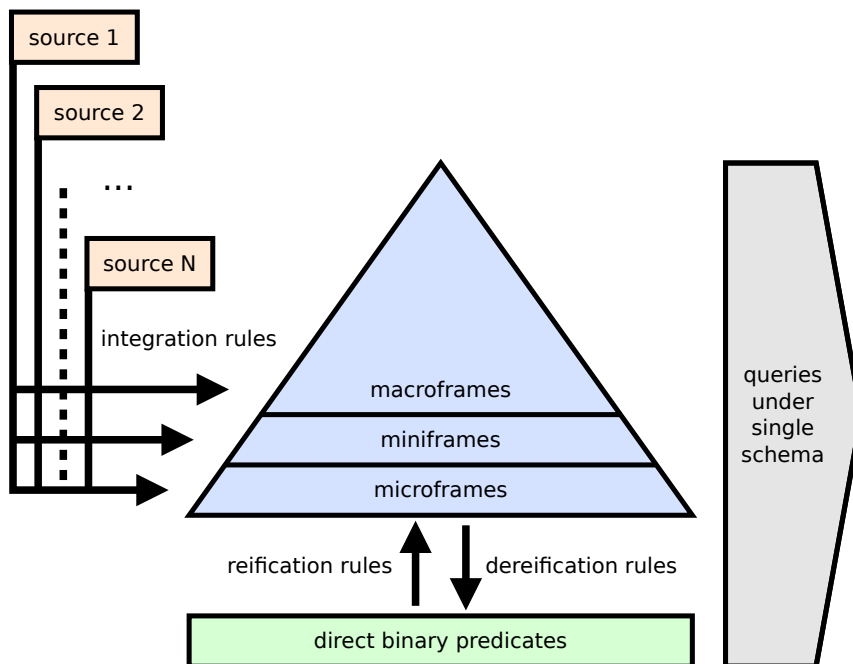 source 1
source 2
...
source N
integration rules
macroframes
miniframes
microframes
queries
under
single
schema
reification rules
dereification rules
direct binary predicates